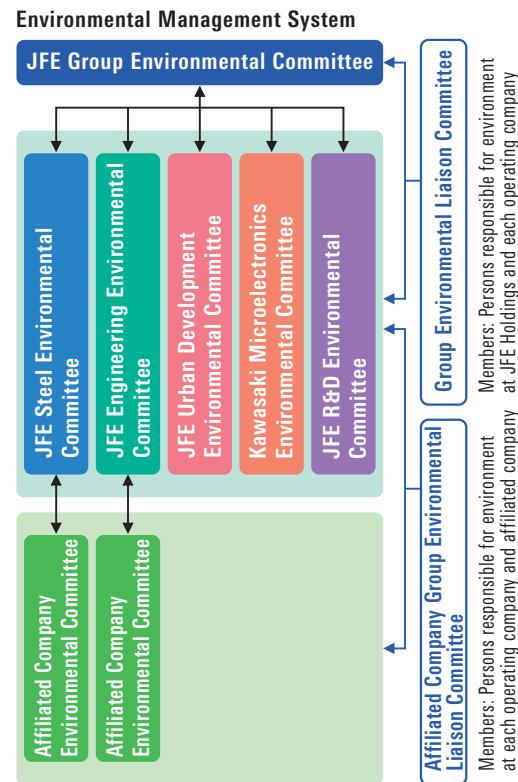 Environmental Management System
JFE Group Environmental Committee
JFE Steel Environmental
Committee
JFE Engineering Environmental
Committee
JFE Urban Development
Environmental Committee
Kawasaki Microelectronics
Environmental Committee
JFE R&D Environmental
Committee
Affiliated Company
Environmental Committee
Affiliated Company
Environmental Committee
Group Environmental Liaison Committee
Members: Persons responsible for environment
at JFE Holdings and each operating company
Affiliated Company Group Environmental
Liaison Committee
Members: Persons responsible for environment
at each operating company and affiliated company